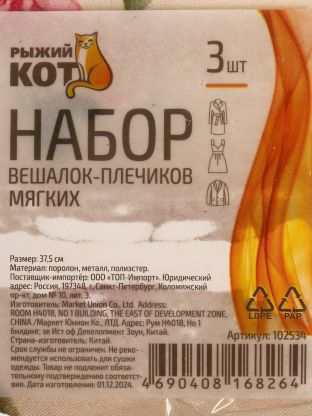 РЫЖИЙ
КОТ
3 шт
НАБОР
ВЕШАЛОК-ПЛЕЧИКОВ
МЯГКИХ
Размер: 37,5 см
Материал: поролон, металл, полиэстер.
Поставщик-импортёр: ООО «ТОП-Импорт». Юридический
адрес: Россия, 197348, г. Санкт-Петербург, Коломяжский
пр-кт, дом № 10, лит. Э.
Изготовитель: Market Union Co., Ltd. Address:
ROOM H401B, NO 1 BUILDING, THE EAST OF DEVELOPMENT ZONE,
CHINA /Маркет Юнион Ко., ЛТД. Адрес: Рум H401B, Но 1
билдинг, зе Ист оф Девелопмент Зоун, Китай.
Страна-изготовитель: Китай.
Срок службы не ограничен. Не реко-
мендуется использовать для сушки
одежды. Товар не подлежит обяза-
тельному подтверждению соответствия.
Дата изготовления: 01.12.2024.
LDPE
PAP
Артикул: 102534
4 690408 168264